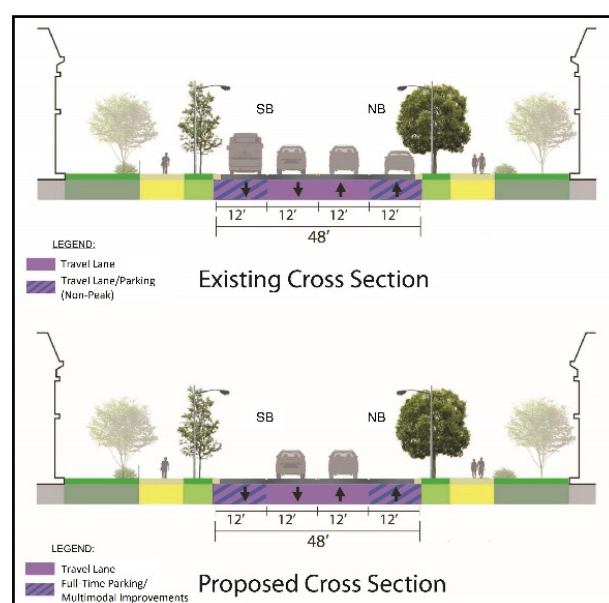 SB NB
12' 12' 12' 12'
48'
LEGEND:
Travel Lane
Travel Lane/Parking
(Non-Peak)
Existing Cross Section
SB NB
12' 12' 12' 12'
48'
LEGEND:
Travel Lane
Full-Time Parking/
Multimodal Improvements
Proposed Cross Section